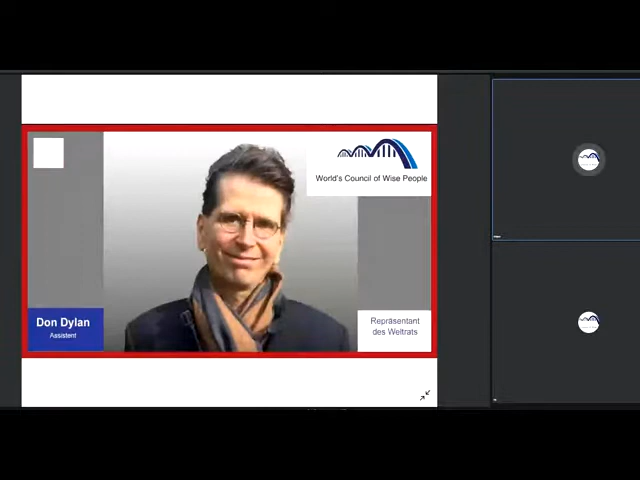 World's Council of Wise People
Don Dylan
Assistent
Repräsentant
des Weltrats